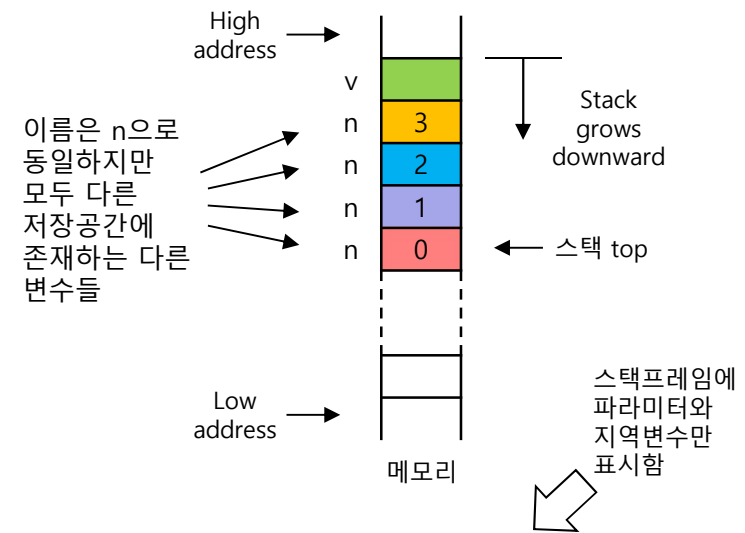 High
address
v
n
3
n
2
n
1
n
0
이름은 n으로
동일하지만
모두 다른
저장공간에
존재하는 다른
변수들
Stack
grows
downward
스택 top
Low
address
메모리
스택프레임에
파라미터와
지역변수만
표시함